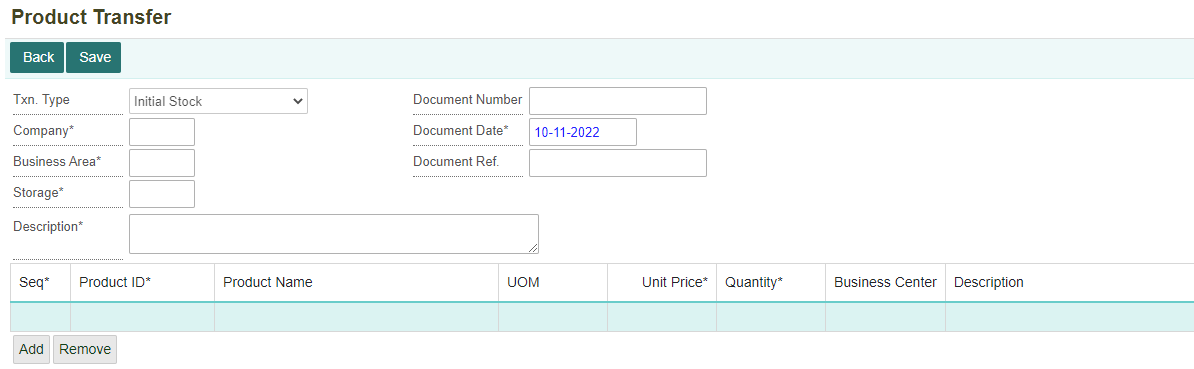 Product Transfer
Back Save
Txn. Type Initial Stock Document Number
Company* Document Date* 10-11-2022
Business Area* Document Ref.
Storage*
Description*
Seq* Product ID* Product Name UOM Unit Price* Quantity* Business Center Description
Add Remove